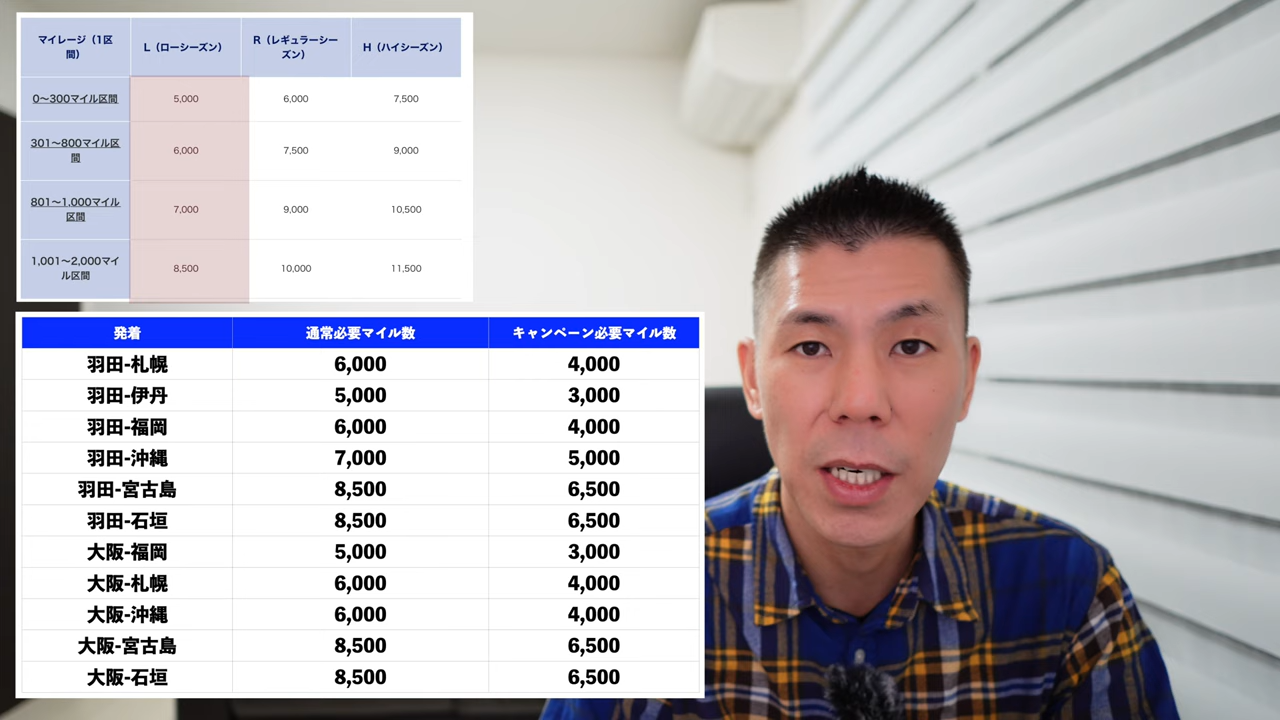 マイレージ（1区
間）
L（ローシーズン）
R（レギュラーシー
ズン）
H（ハイシーズン）
0〜300マイル区間
5,000
6,000
7,500
301〜800マイル区
間
6,000
7,500
9,000
801〜1,000マイル
区間
7,000
9,000
10,500
1,001〜2,000マイ
ル区間
8,500
10,000
11,500
発着
通常必要マイル数
キャンペーン必要マイル数
羽田-札幌
6,000
4,000
羽田-伊丹
5,000
3,000
羽田-福岡
6,000
4,000
羽田-沖縄
7,000
5,000
羽田-宮古島
8,500
6,500
羽田-石垣
8,500
6,500
大阪-福岡
5,000
3,000
大阪-札幌
6,000
4,000
大阪-沖縄
6,000
4,000
大阪-宮古島
8,500
6,500
大阪-石垣
8,500
6,500